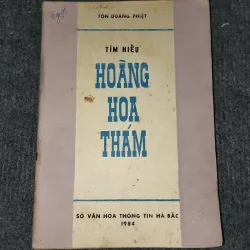 TÔN QUANG PHIỆT
TÌM HIỂU
HOÀNG
HOA
THÁM
SỞ VĂN HÓA THÔNG TIN HÀ BẮC
1984